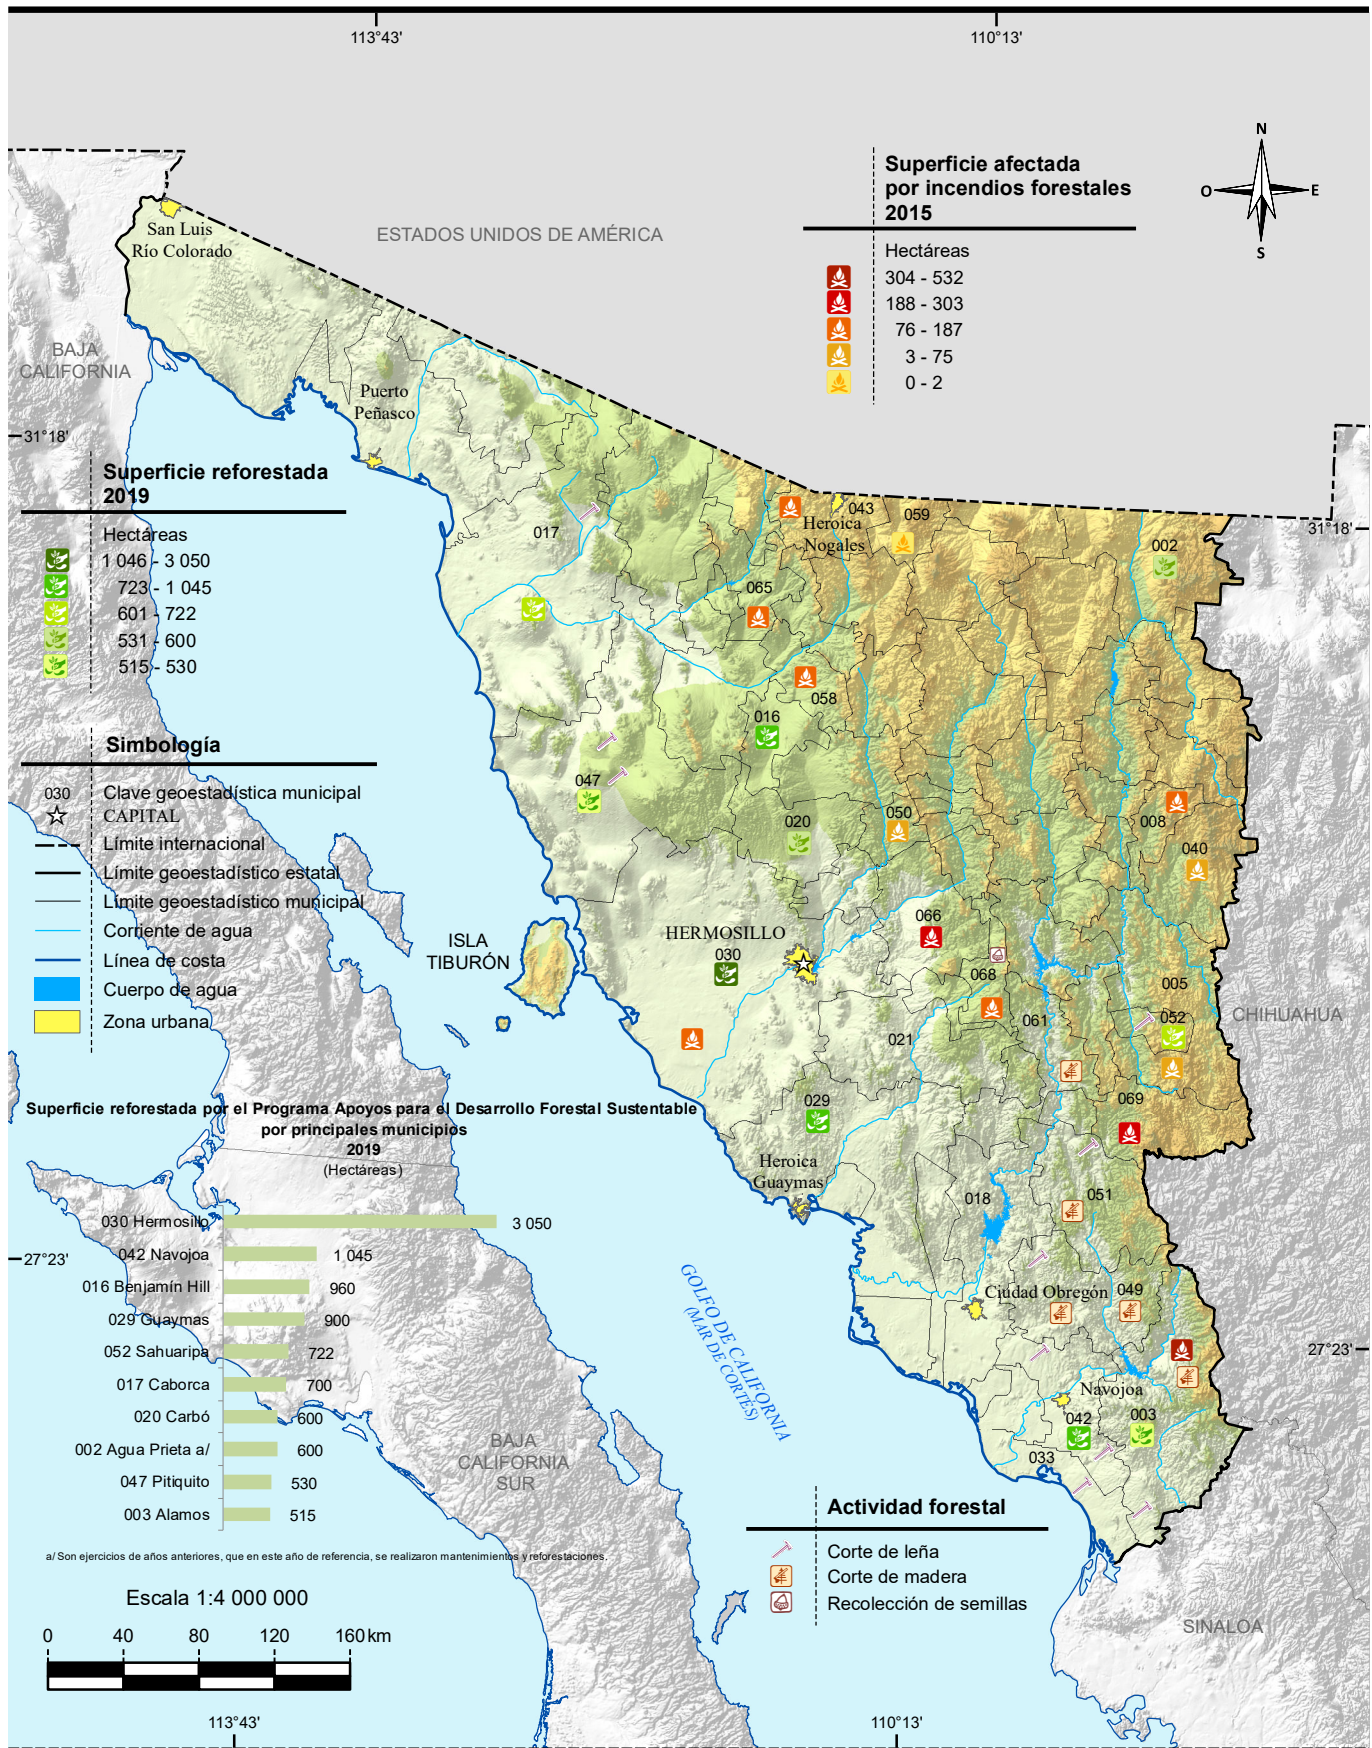 113°43'
110°13'
N
O
E
S
Superficie afectada
por incendios forestales
2015
Hectáreas
304 - 532
188 - 303
76 - 187
3 - 75
0 - 2
ESTADOS UNIDOS DE AMÉRICA
San Luis
Río Colorado
BAJA
CALIFORNIA
Puerto
Peñasco
31°18'
31°18'
Superficie reforestada
2019
Hectáreas
1 046 - 3 050
723 - 1 045
601 - 722
531 - 600
515 - 530
017
043
059
Heroica
Nogales
002
065
058
016
047
020
050
008
040
Simbología
030 Clave geoestadística municipal
CAPITAL
Límite internacional
Límite geoestadístico estatal
Límite geoestadístico municipal
Corriente de agua
Línea de costa
Cuerpo de agua
Zona urbana
ISLA
TIBURÓN
HERMOSILLO
030
066
068
005
052
061
021
CHIHUAHUA
029
069
Heroica
Guaymas
018
051
Ciudad Obregón
049
Navojoa
042
003
033
Superficie reforestada por el Programa Apoyos para el Desarrollo Forestal Sustentable
por principales municipios
2019
(Hectáreas)
030 Hermosillo 3 050
042 Navojoa 1 045
016 Benjamín Hill 960
029 Guaymas 900
052 Sahuaripa 722
017 Caborca 700
020 Carbó 600
002 Agua Prieta a/ 600
047 Pitiquito 530
003 Alamos 515
27°23'
27°23'
GOLFO DE CALIFORNIA
(MAR DE CORTÉS)
BAJA
CALIFORNIA
SUR
a/ Son ejercicios de años anteriores, que en este año de referencia, se realizaron mantenimientos y reforestaciones.
Actividad forestal
Corte de leña
Corte de madera
Recolección de semillas
SINALOA
Escala 1:4 000 000
0 40 80 120 160 km
113°43'
110°13'